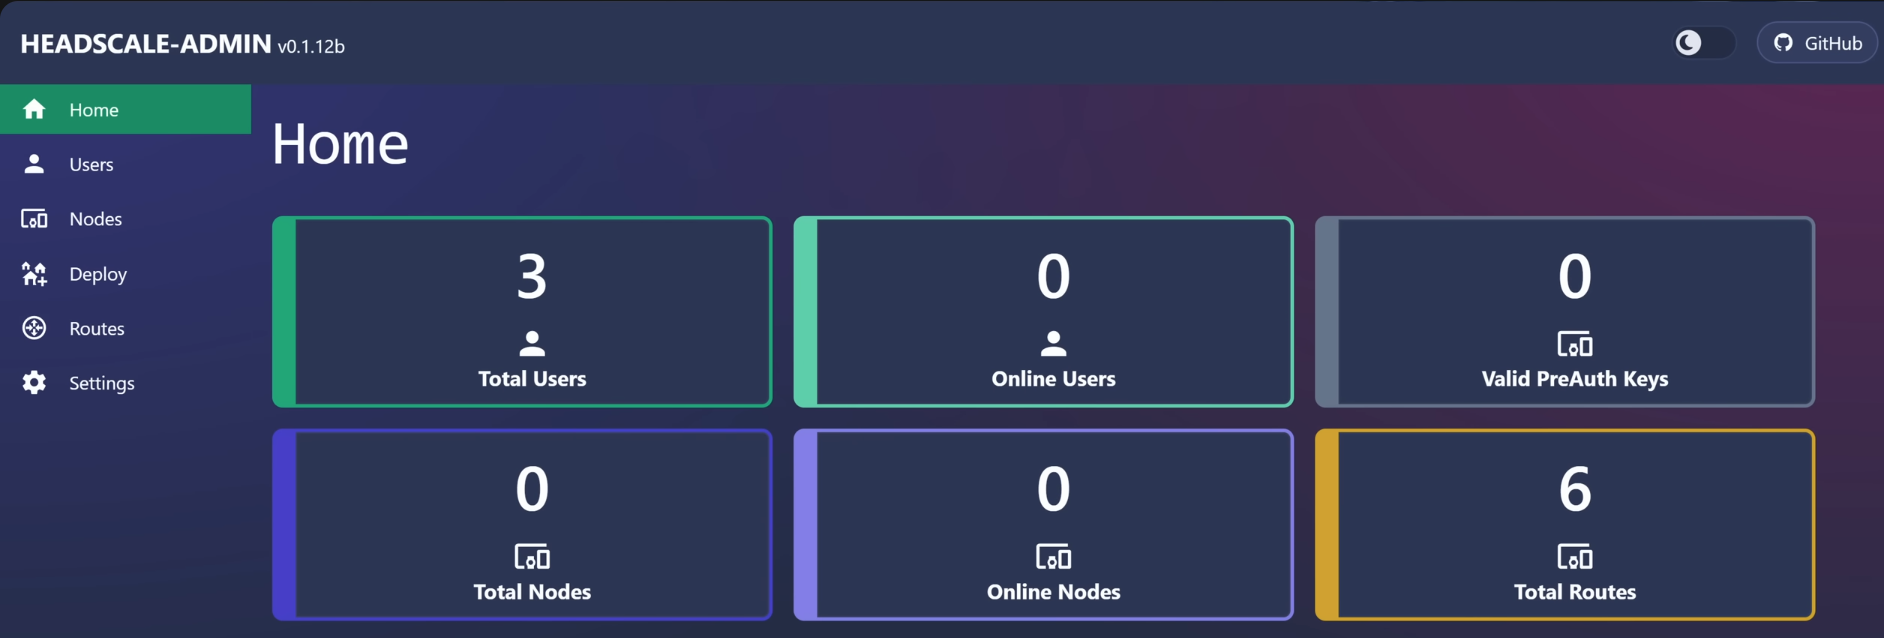 HEADSCALE-ADMIN v0.1.12b
GitHub
Home
Users
Nodes
Deploy
Routes
Settings
Home
3
Total Users
0
Online Users
0
Valid PreAuth Keys
0
Total Nodes
0
Online Nodes
6
Total Routes